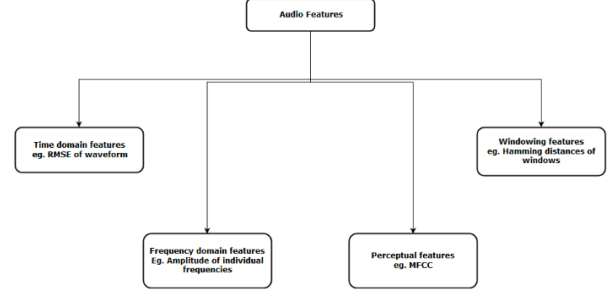 Audio Features
Time domain features
eg. RMSE of waveform
Windowing features
eg. Hamming distances of
windows
Frequency domain features
Eg. Amplitude of individual
frequencies
Perceptual features
eg. MFCC